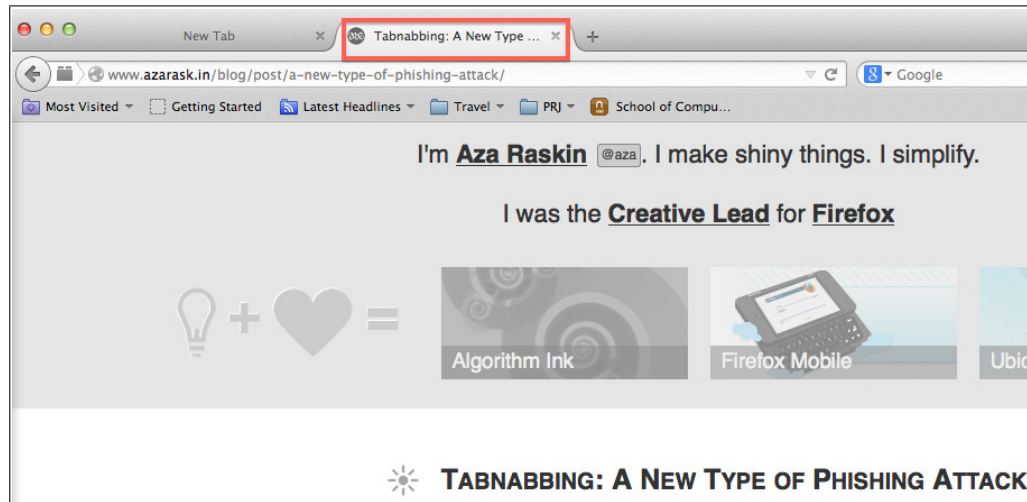 New Tab
Tabnabbing: A New Type ...
www.azarask.in/blog/post/a-new-type-of-phishing-attack/
Google
Most Visited
Getting Started
Latest Headlines
Travel
PRJ
School of Compu...
I'm Aza Raskin @aza. I make shiny things. I simplify.
I was the Creative Lead for Firefox
Algorithm Ink
Firefox Mobile
Ubic
TABNABBING: A NEW TYPE OF PHISHING ATTACK